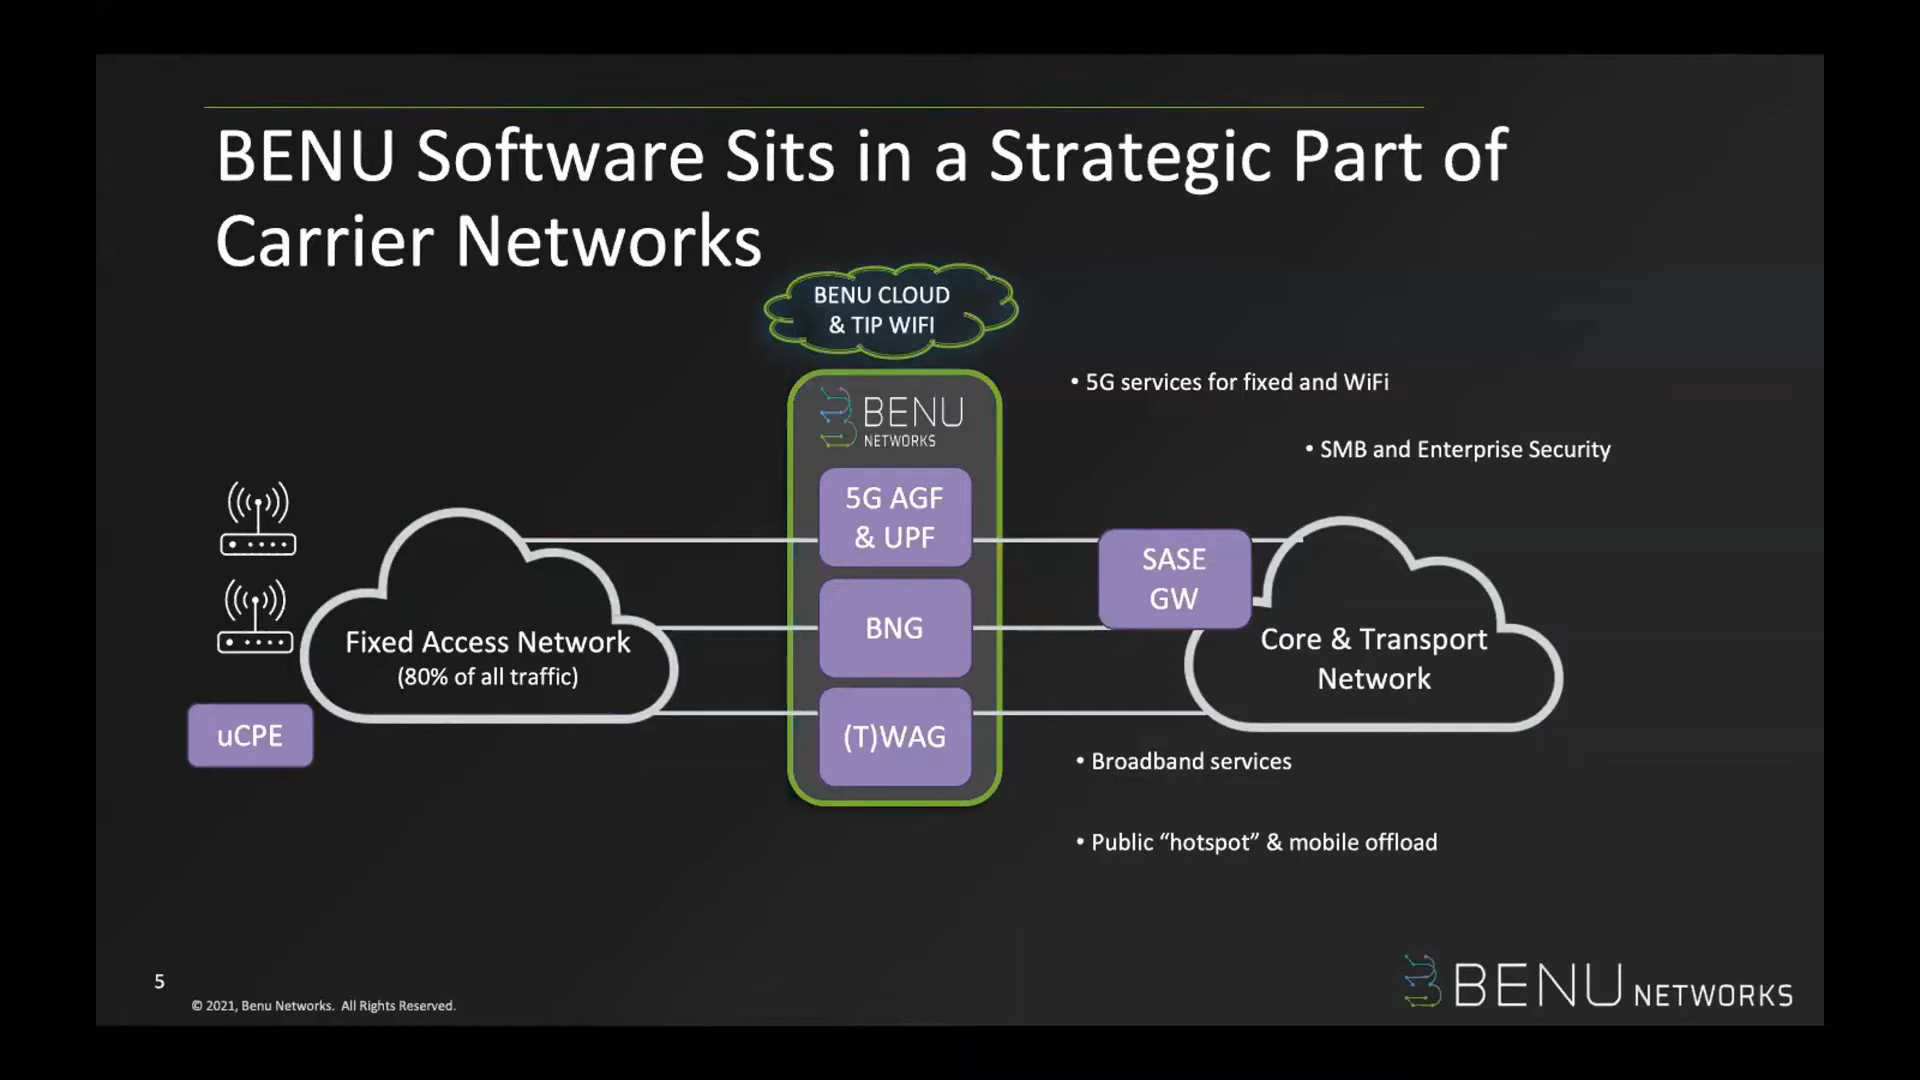 BENU Software Sits in a Strategic Part of
Carrier Networks
BENU CLOUD
& TIP WIFI
BENU
NETWORKS
• 5G services for fixed and WiFi
• SMB and Enterprise Security
5G AGF
& UPF
SASE
GW
BNG
Fixed Access Network
(80% of all traffic)
Core & Transport
Network
uCPE
(T)WAG
• Broadband services
• Public “hotspot” & mobile offload
5
© 2021, Benu Networks. All Rights Reserved.
BENU NETWORKS